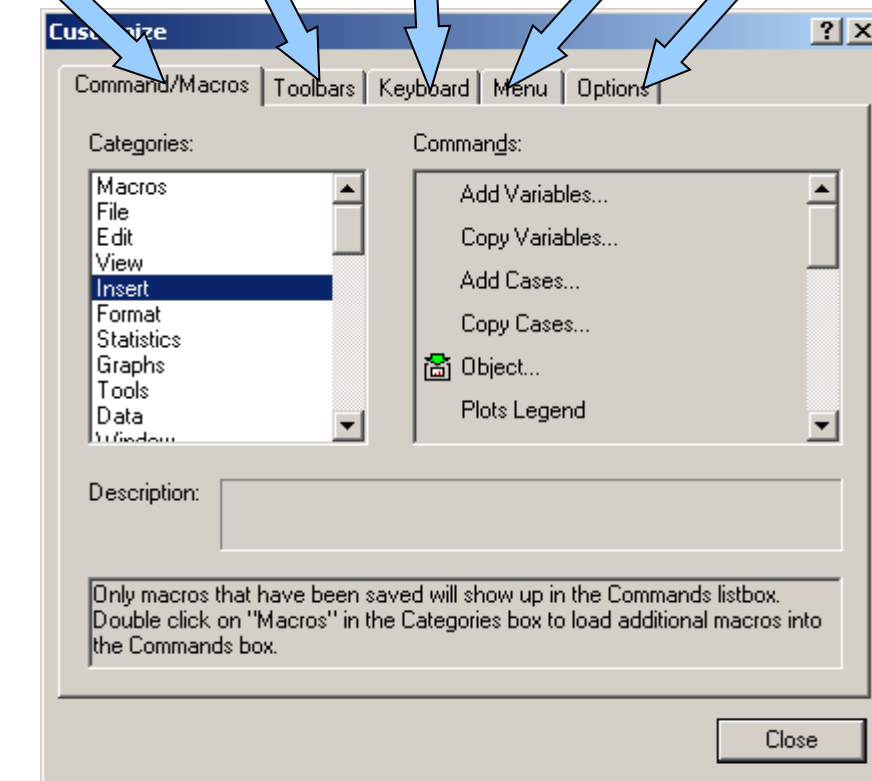 Customize
Command/Macros Toolbars Keyboard Menu Options
Categories:
Macros
File
Edit
View
Insert
Format
Statistics
Graphs
Tools
Data
Window
Commands:
Add Variables...
Copy Variables...
Add Cases...
Copy Cases...
Object...
Plots Legend
Description:
Only macros that have been saved will show up in the Commands listbox.
Double click on "Macros" in the Categories box to load additional macros into
the Commands box.
Close